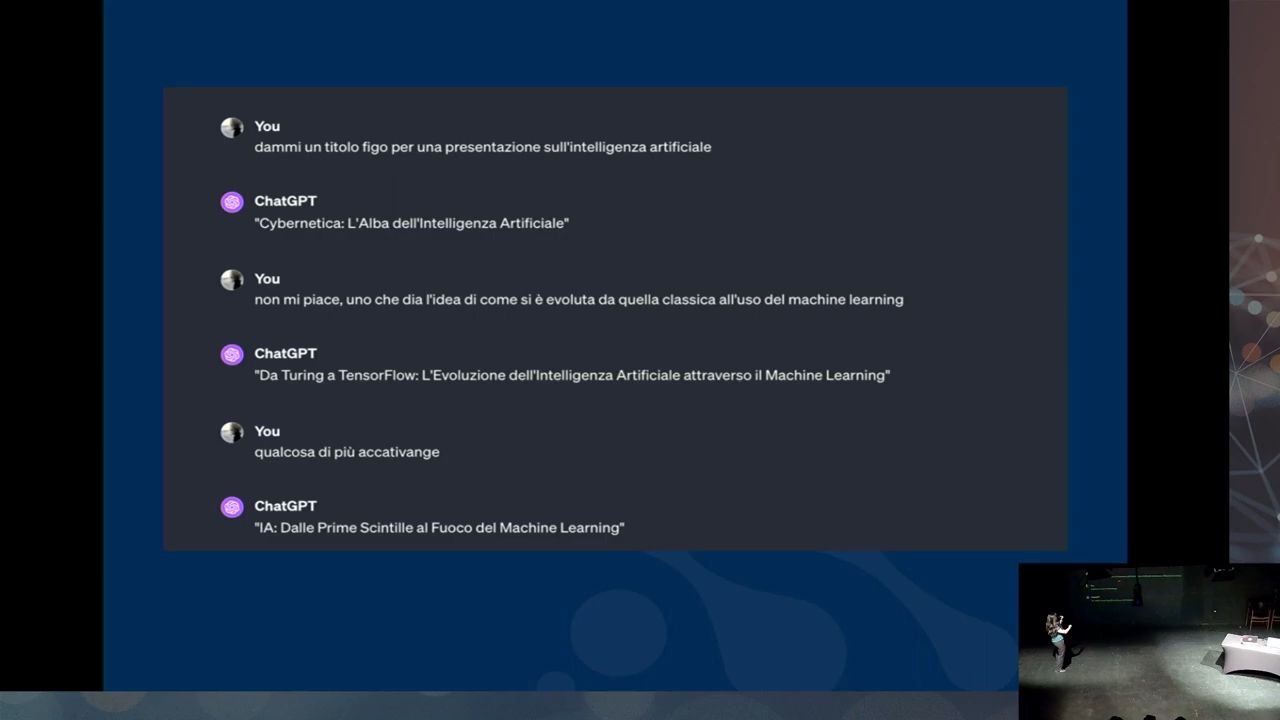 You
dammi un titolo figo per una presentazione sull'intelligenza artificiale
ChatGPT
"Cybernetica: L'Alba dell'Intelligenza Artificiale"
You
non mi piace, uno che dia l'idea di come si è evoluta da quella classica all'uso del machine learning
ChatGPT
"Da Turing a TensorFlow: L'Evoluzione dell'Intelligenza Artificiale attraverso il Machine Learning"
You
qualcosa di più accativange
ChatGPT
"IA: Dalle Prime Scintille al Fuoco del Machine Learning"